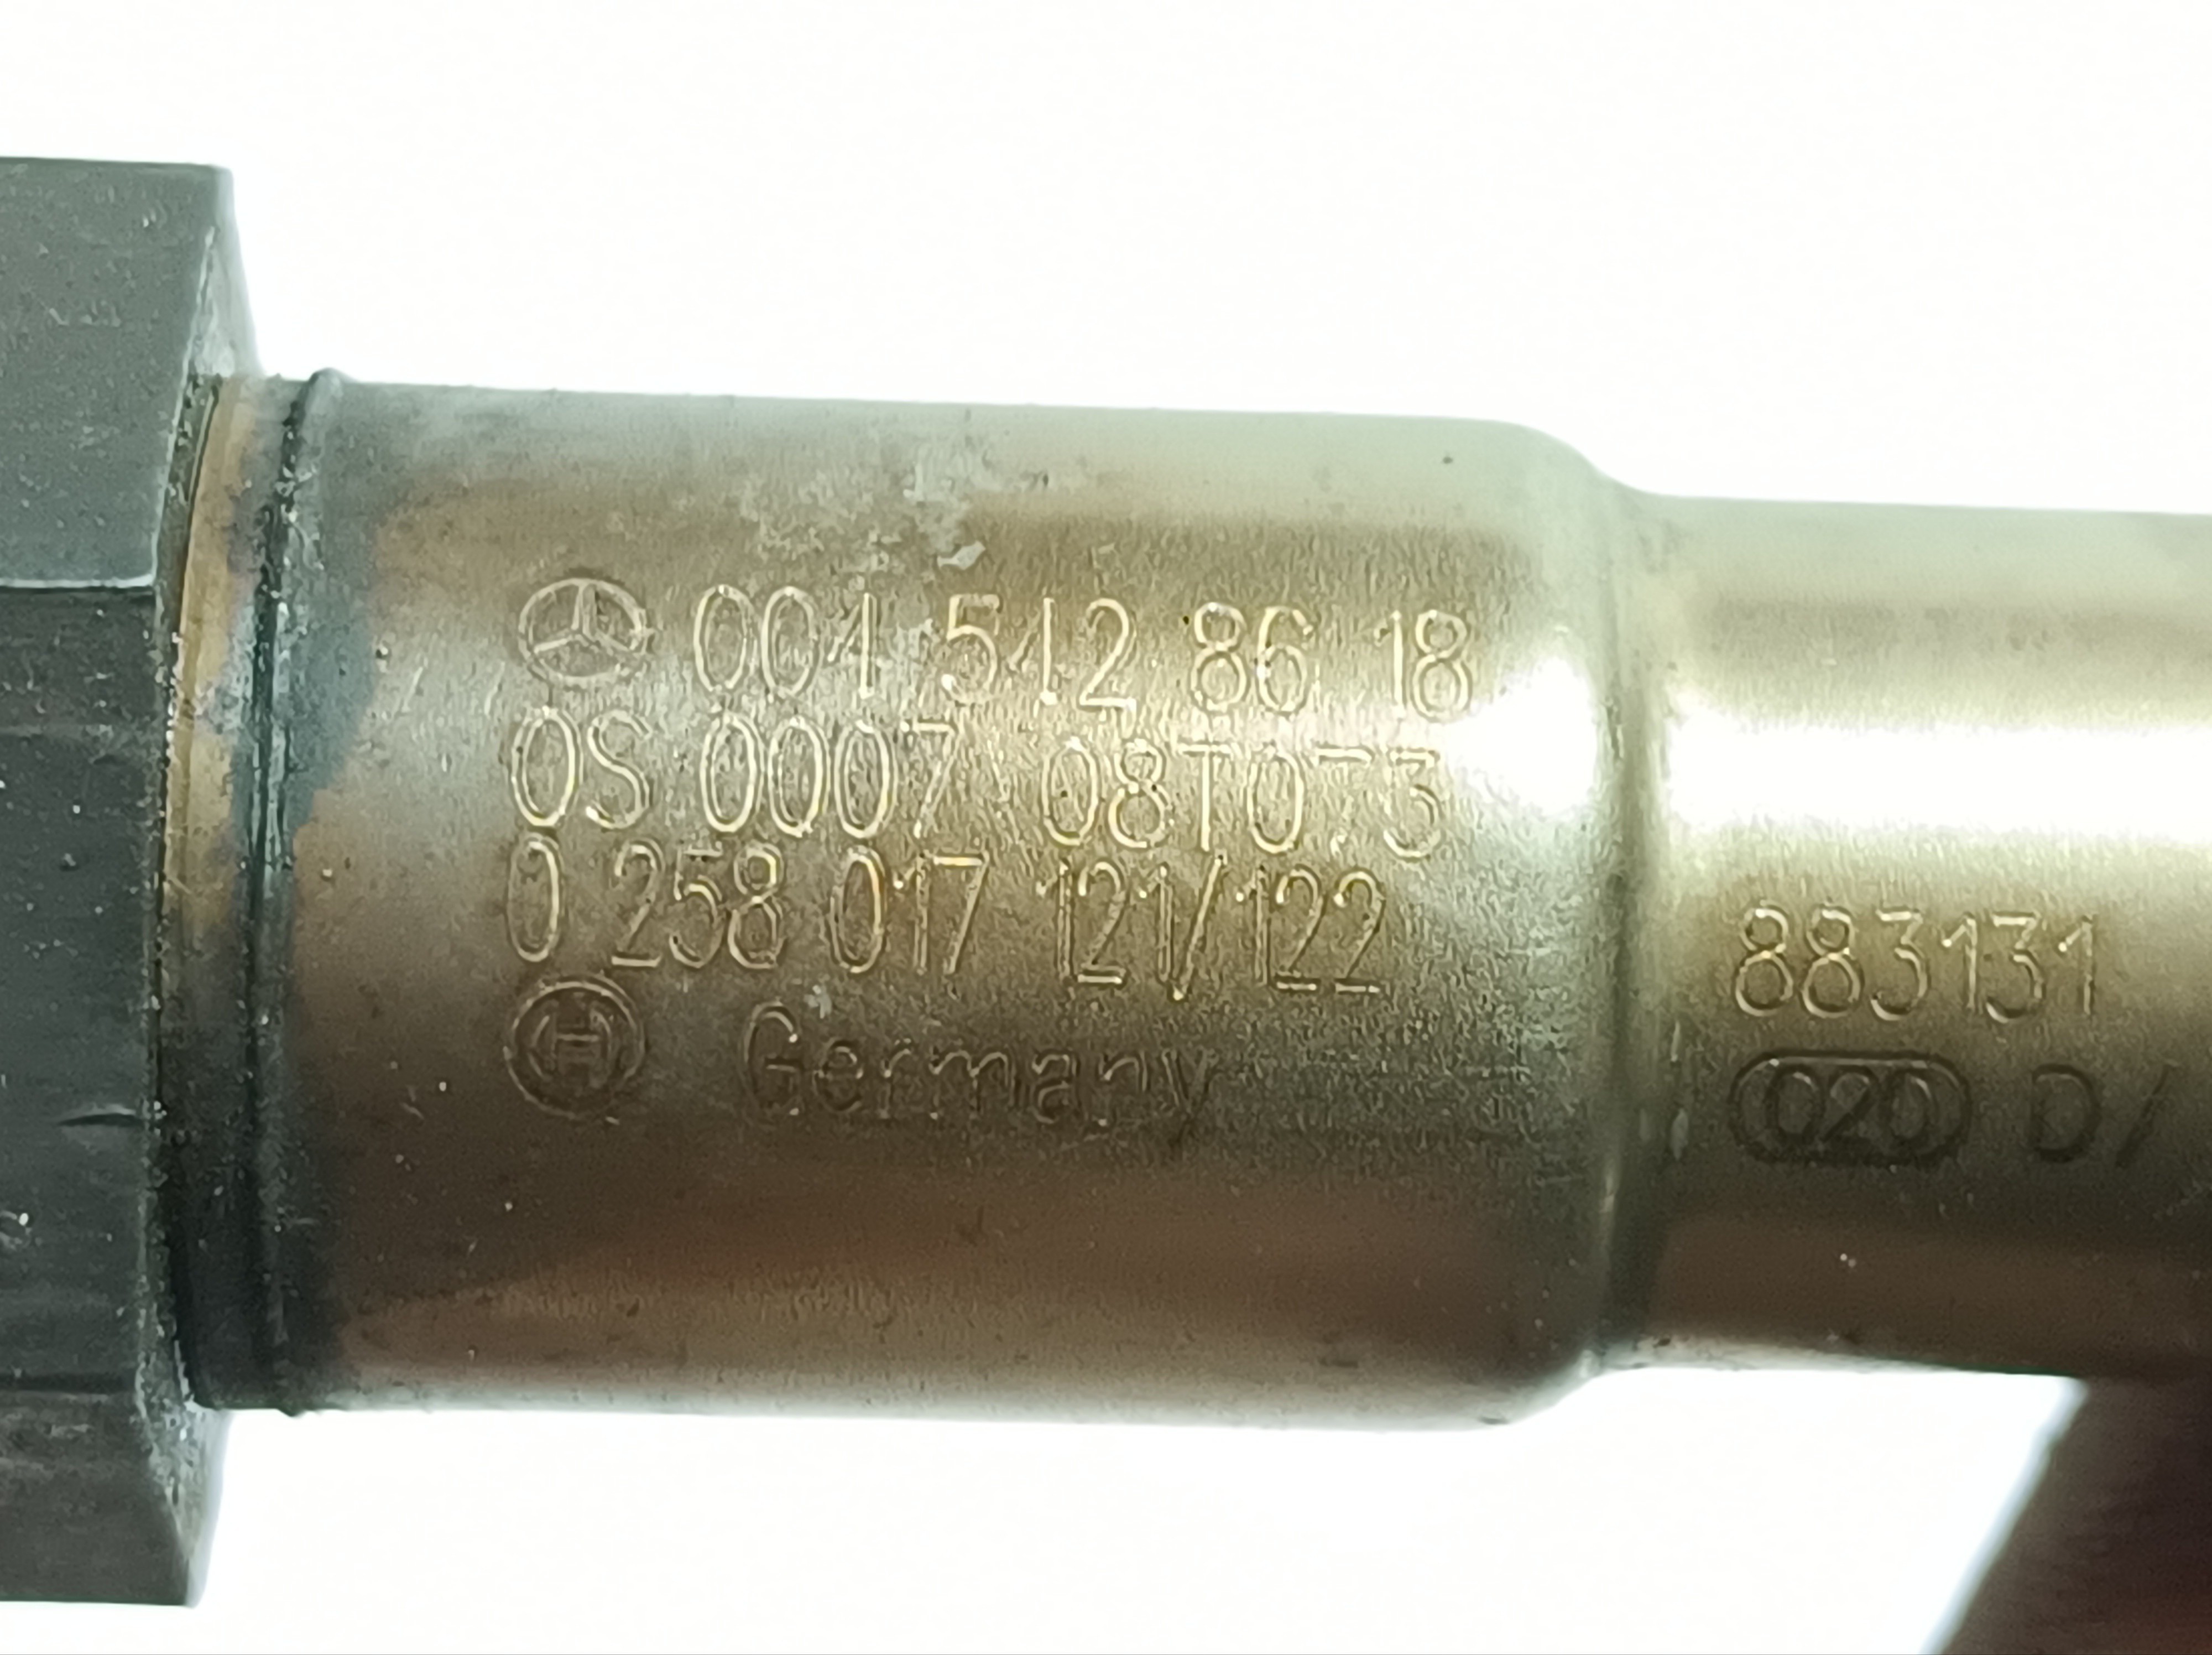 004 542 86 18
0S 0007 08T073
0 258 017 121/122
Germany
883131
020 D/